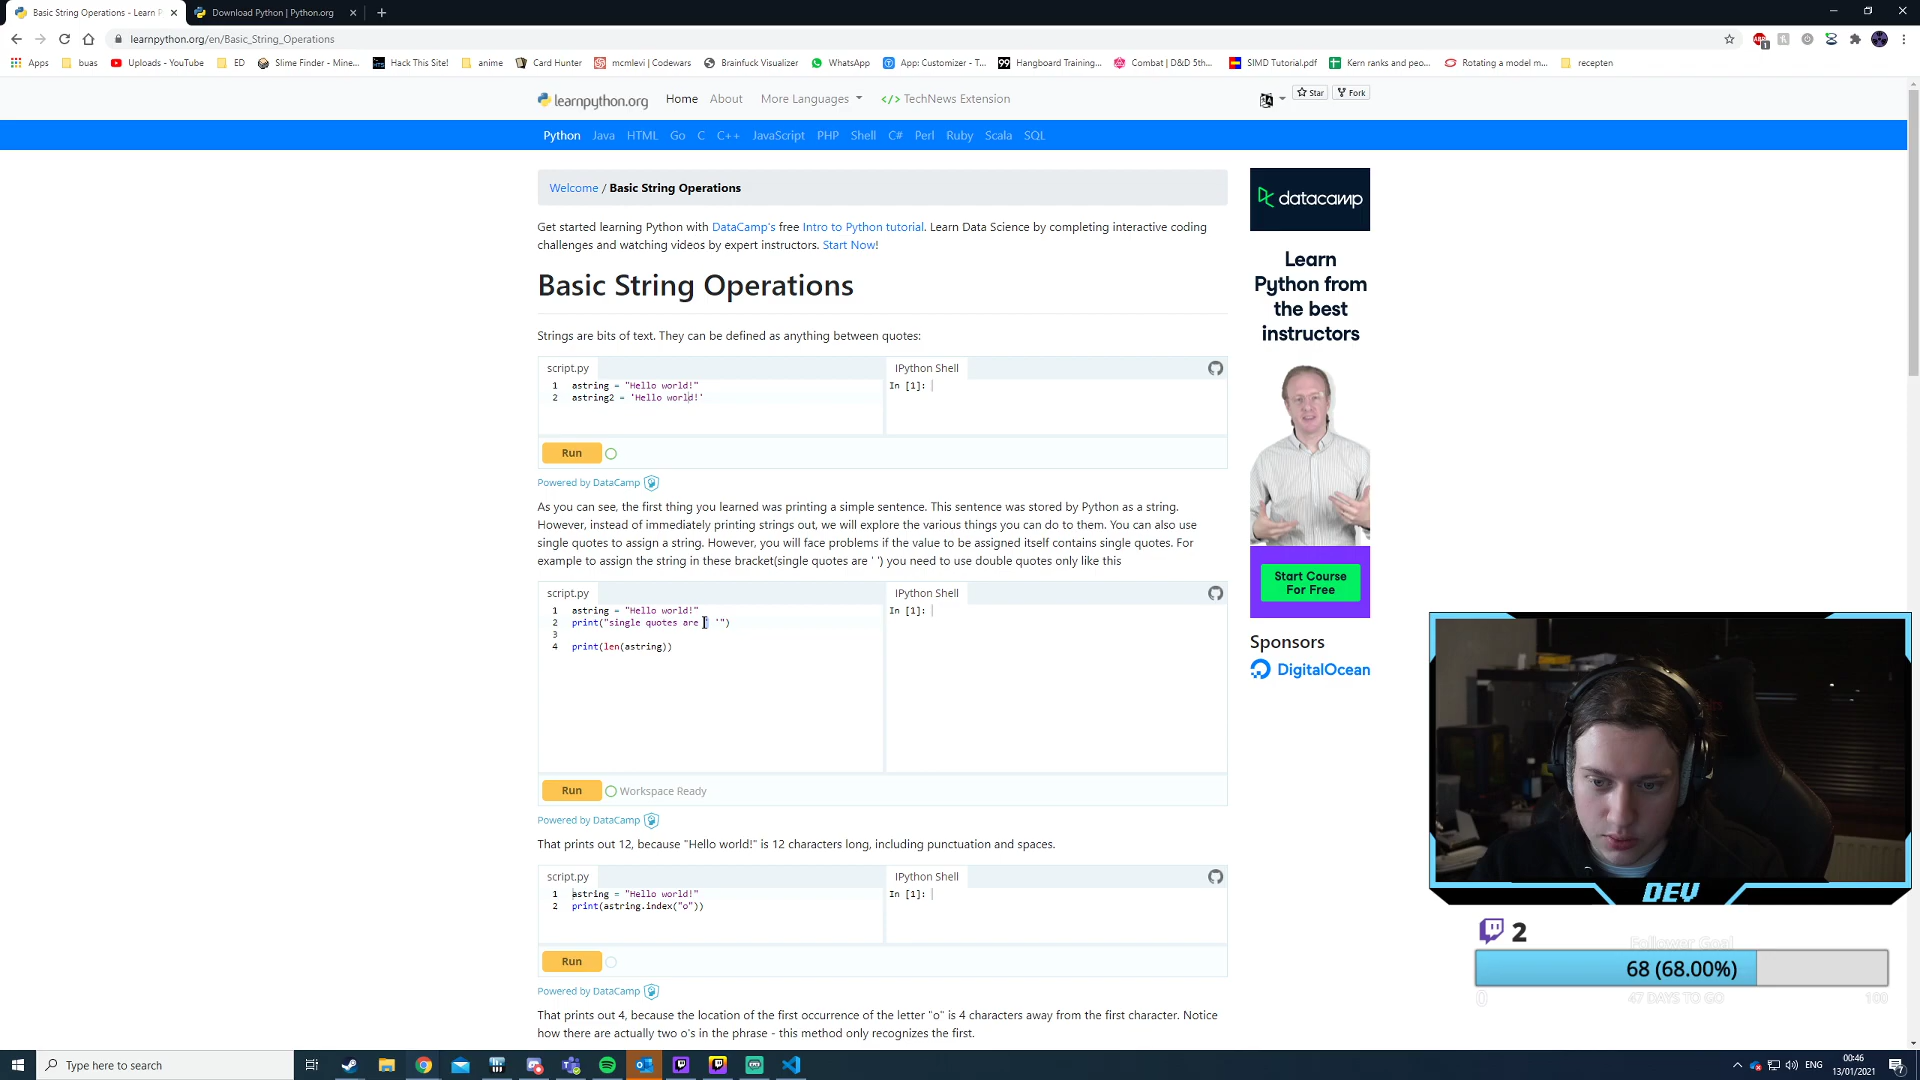 Basic String Operations - Learn P
Download Python | Python.org
learnpython.org/en/Basic_String_Operations
Apps
buas
Uploads - YouTube
ED
Slime Finder - Mine...
Hack This Site!
anime
Card Hunter
mcmlevi | Codewars
Brainfuck Visualizer
WhatsApp
App: Customizer - T...
Hangboard Training...
Combat | D&D 5th...
SIMD Tutorial.pdf
Kern ranks and peo...
Rotating a model m...
recepten
learnpython.org
Home
About
More Languages
</> TechNews Extension
Star
Fork
Python Java HTML Go C C++ JavaScript PHP Shell C# Perl Ruby Scala SQL
Welcome / Basic String Operations
Get started learning Python with DataCamp's free Intro to Python tutorial. Learn Data Science by completing interactive coding
challenges and watching videos by expert instructors. Start Now!
Basic String Operations
Strings are bits of text. They can be defined as anything between quotes:
script.py
IPython Shell
1 astring = "Hello world!"
2 astring2 = 'Hello world!'
In [1]:
Run
Powered by DataCamp
As you can see, the first thing you learned was printing a simple sentence. This sentence was stored by Python as a string.
However, instead of immediately printing strings out, we will explore the various things you can do to them. You can also use
single quotes to assign a string. However, you will face problems if the value to be assigned itself contains single quotes. For
example to assign the string in these bracket(single quotes are ' ') you need to use double quotes only like this
script.py
IPython Shell
1 astring = "Hello world!"
2 print("single quotes are ' '")
3
4 print(len(astring))
In [1]:
Run
Workspace Ready
Powered by DataCamp
That prints out 12, because "Hello world!" is 12 characters long, including punctuation and spaces.
script.py
IPython Shell
1 astring = "Hello world!"
2 print(astring.index("o"))
In [1]:
Run
Powered by DataCamp
That prints out 4, because the location of the first occurrence of the letter "o" is 4 characters away from the first character. Notice
how there are actually two o's in the phrase - this method only recognizes the first.
datacamp
Learn
Python from
the best
instructors
Start Course
For Free
Sponsors
DigitalOcean
DEV
2
Follower Goal
68 (68.00%)
0
47 DAYS TO GO
100
Type here to search
ENG
00:46
13/01/2021